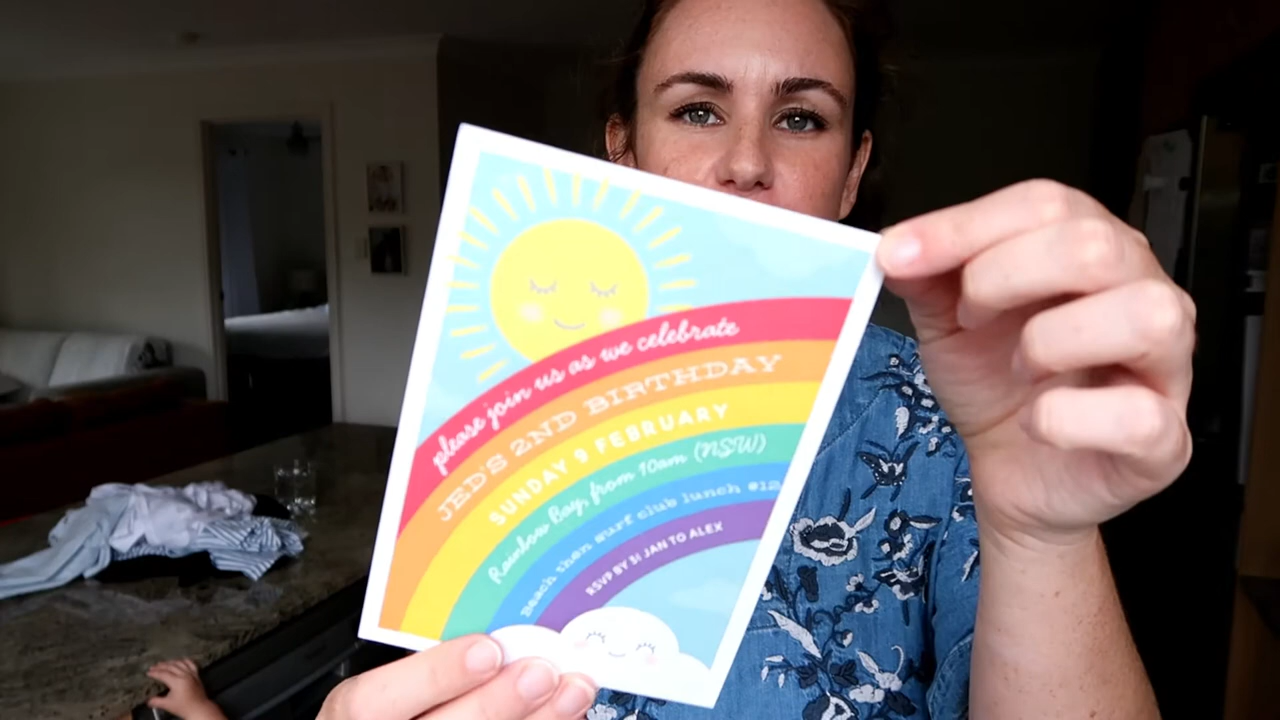 please join us as we celebrate
JED'S 2ND BIRTHDAY
SUNDAY 9 FEBRUARY
Rainbow Bay, from 10am (NSW)
Beach then surf club lunch #12
RSVP BY 31 JAN TO ALEX